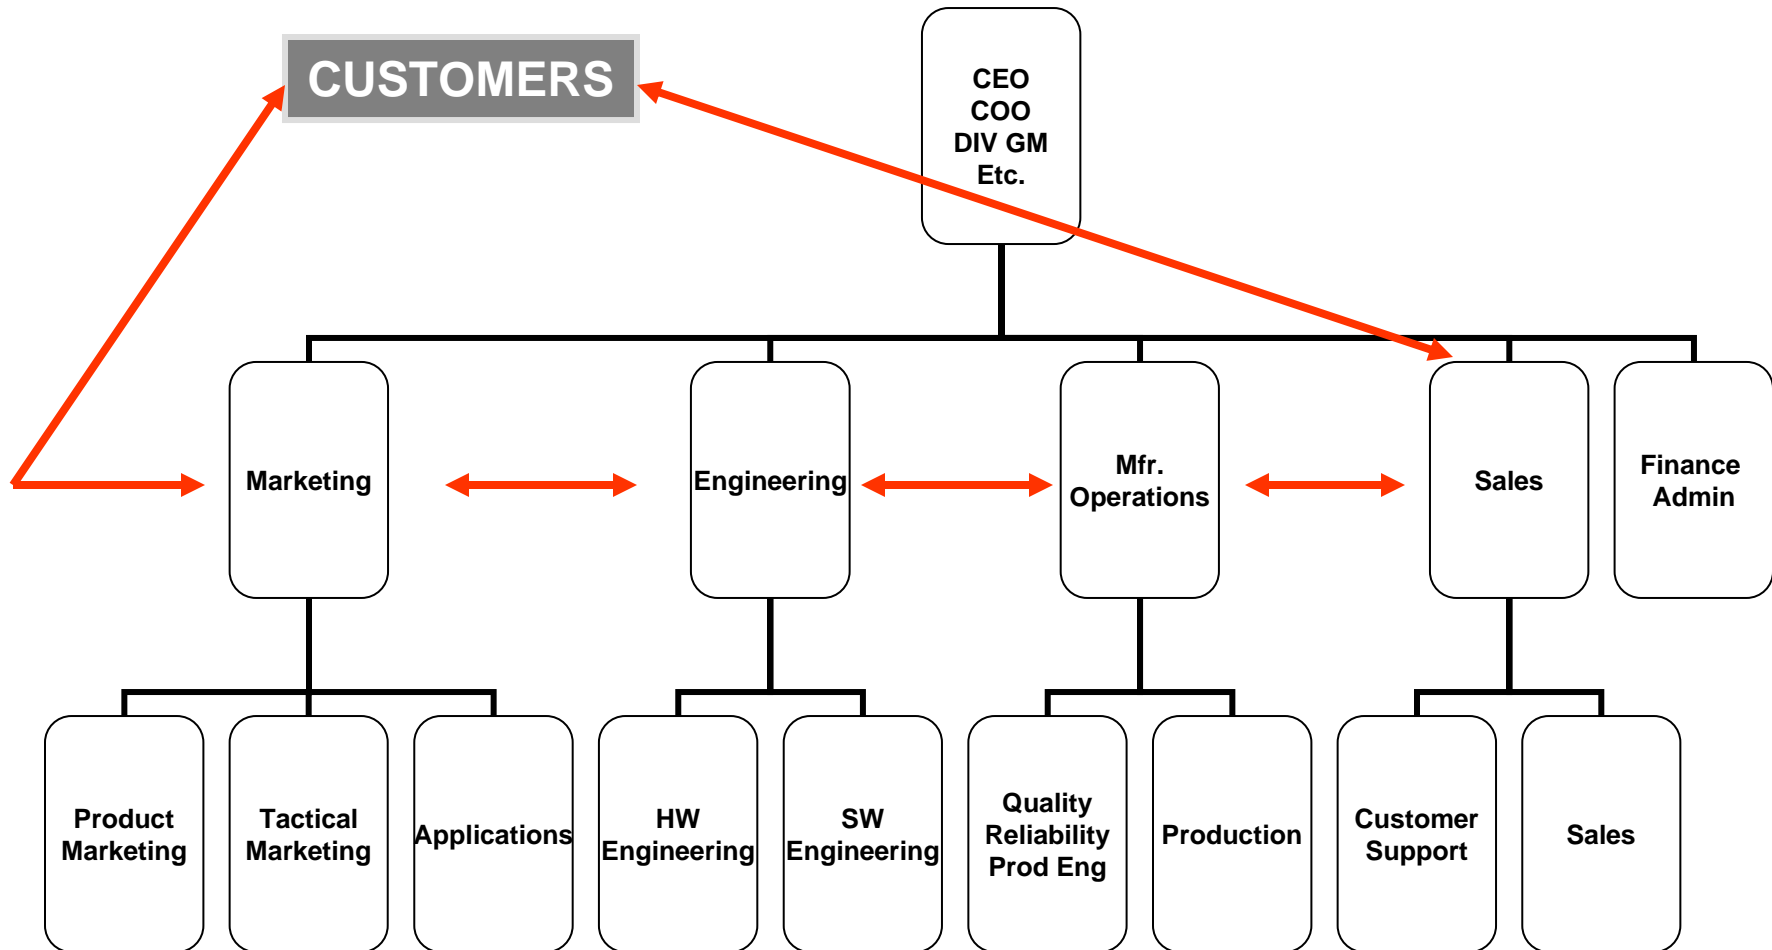 CUSTOMERS
CEO
COO
DIV GM
Etc.
Marketing
Engineering
Mfr.
Operations
Sales
Finance
Admin
Product
Marketing
Tactical
Marketing
Applications
HW
Engineering
SW
Engineering
Quality
Reliability
Prod Eng
Production
Customer
Support
Sales